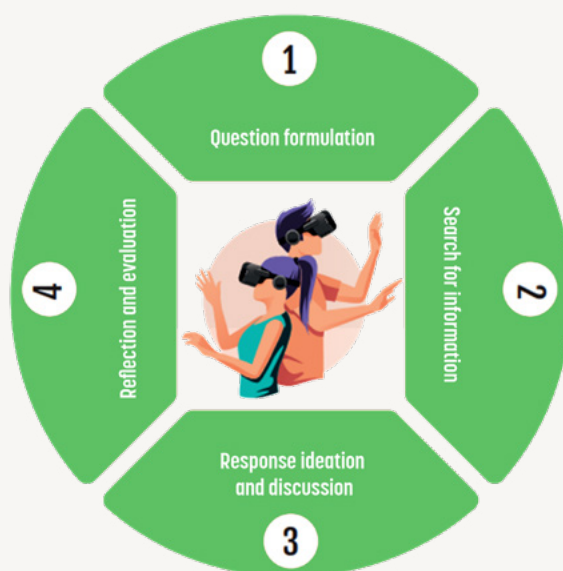 1
Question formulation
2
Search for information
Response ideation
and discussion
3
4
Reflection and evaluation